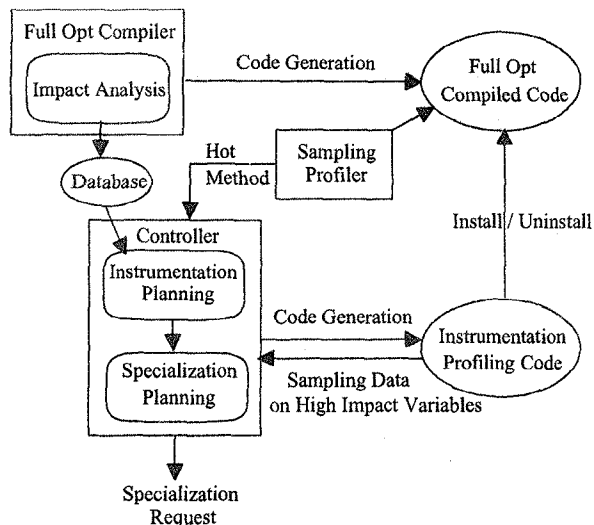 Full Opt Compiler
Impact Analysis
Code Generation
Full Opt
Compiled Code
Database
Hot
Method
Sampling
Profiler
Install / Uninstall
Controller
Instrumentation
Planning
Specialization
Planning
Code Generation
Instrumentation
Profiling Code
Sampling Data
on High Impact Variables
Specialization
Request